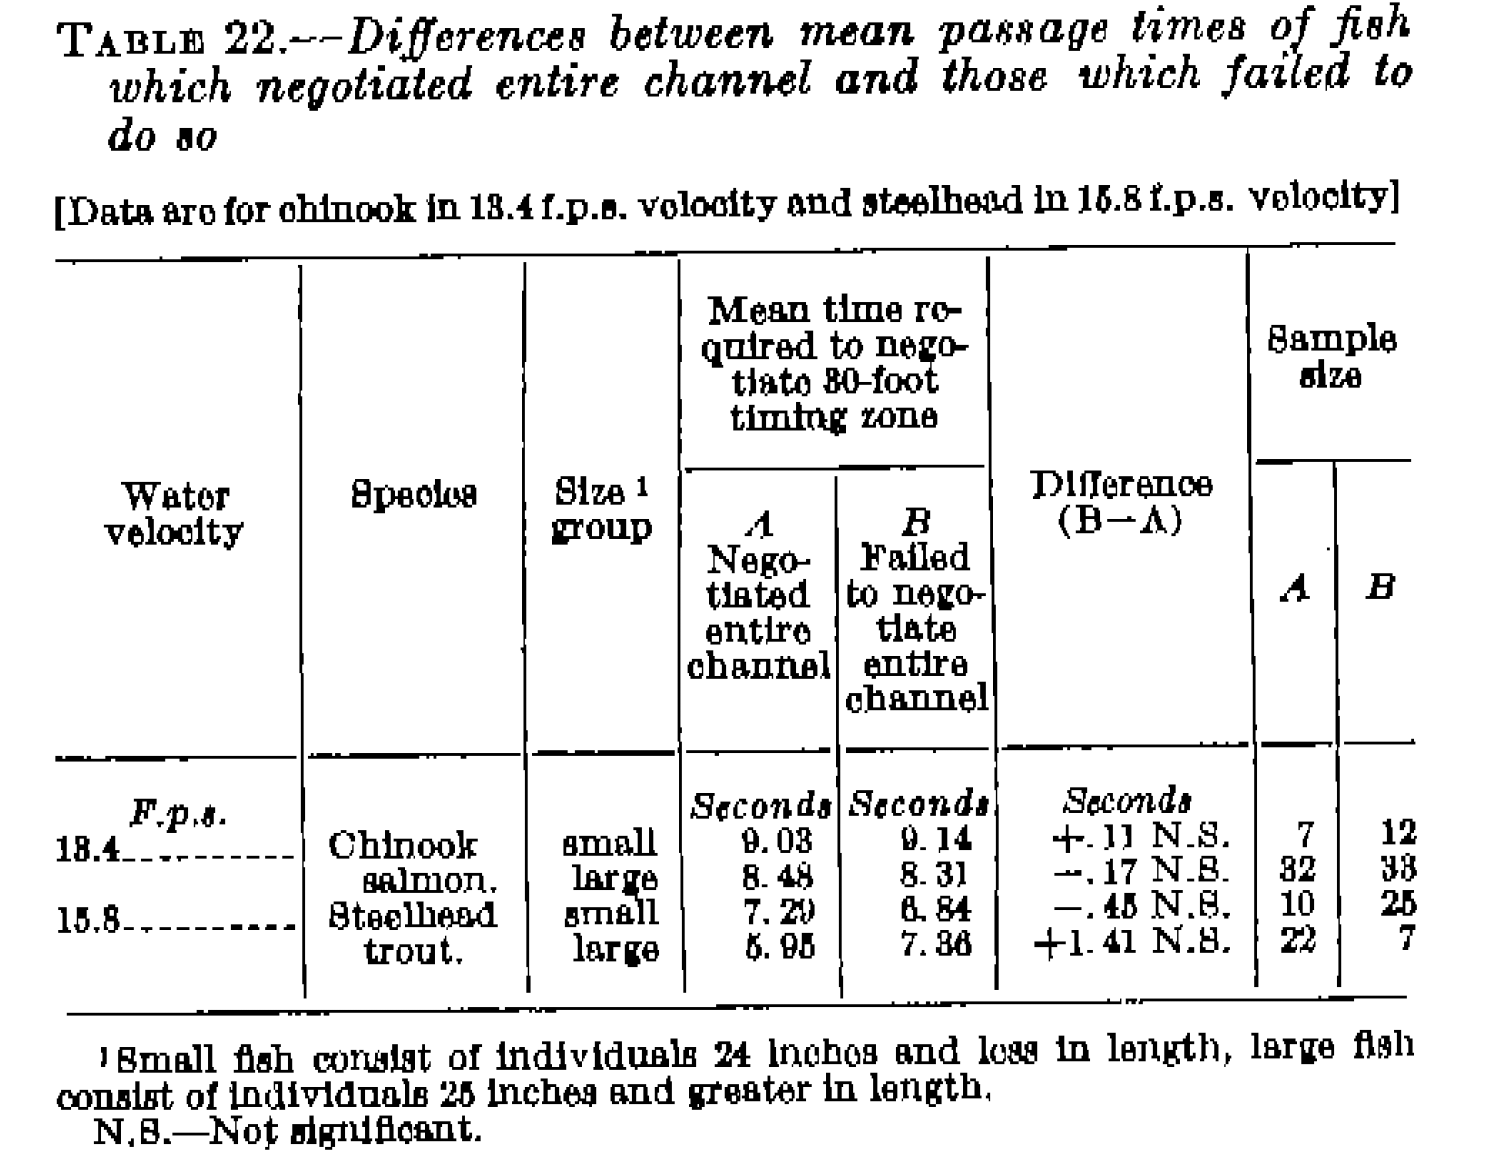 TABLE 22.--Differences between mean passage times of fish
which negotiated entire channel and those which failed to
do so
[Data are for chinook in 13.4 f.p.s. velocity and steelhead in 15.8 f.p.s. velocity]
Water
velocity
Species
Size 1
group
Mean time re-
quired to nego-
tiate 30-foot
timing zone
A
Nego-
tiated
entire
channel
B
Failed
to nego-
tiate
entire
channel
Difference
(B-A)
Sample
size
A B
F.p.s. Seconds Seconds Seconds
13.4---------- Chinook small 9.03 9.14 +.11 N.S. 7 12
salmon. large 8.48 8.31 -.17 N.S. 32 33
15.8---------- Steelhead small 7.29 6.84 -.45 N.S. 10 25
trout. large 5.95 7.36 +1.41 N.S. 22 7
1 Small fish consist of individuals 24 inches and less in length, large fish
consist of individuals 25 inches and greater in length.
N.S.—Not significant.